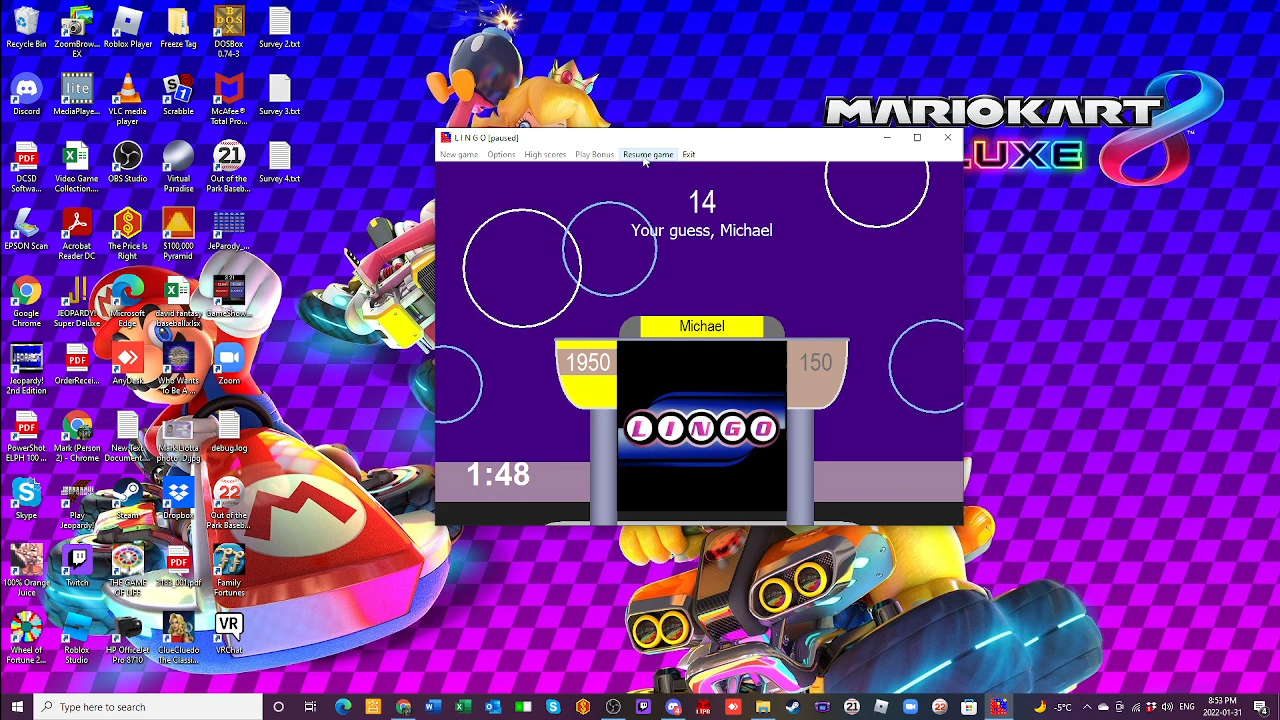 Recycle Bin
ZoomBrow...
EX
Roblox Player
Freeze Tag
DOSBox
0.74-3
Survey 2.txt
Discord
MediaPlaye...
VLC media
player
Scrabble
McAfee®
Total Pro...
Survey 3.txt
Video Game
Collection....
OBS Studio
Virtual
Paradise
Out of the
Park Baseb...
Survey 4.txt
EPSON Scan
Acrobat
Reader DC
The Price Is
Right
$100,000
Pyramid
JeParody_...
Google
Chrome
JEOPARDY!
Super Deluxe
Microsoft
Edge
david fantasy
baseball.xlsx
GameShow...
Jeopardy!
2nd Edition
OrderRecei...
AnyDesk
Who Wants
To Be A ...
Zoom
PowerShot
ELPH 100 ...
Mark (Person
2) - Chrome
New Text
Document...
debug.log
Skype
Play
Jeopardy!...
Steam
Dropbox
Out of the
Park Baseb...
100% Orange
Juice
Twitch
THE GAME
OF LIFE
Family
Fortunes
Wheel of
Fortune 2...
Roblox
Studio
HP OfficeJet
Pro 8710
ClueCluedo
The Classi...
VRChat
MARIOKART
8
LUXE
L I N G O [paused]
New game
Options
High scores
Play Bonus
Resume game
Exit
14
Your guess, Michael
Michael
1950
150
LINGO
1:48
Type here to search
-5°C
8:53 PM
2022-01-31